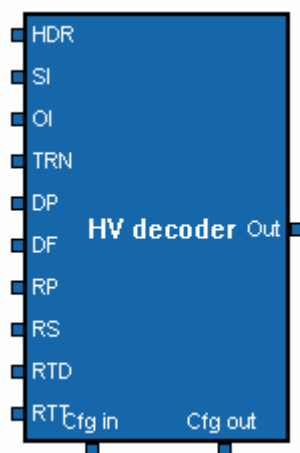 HDR
SI
OI
TRN
DP
HV decoder Out
DF
RP
RS
RTD
RTT
Cfg in Cfg out